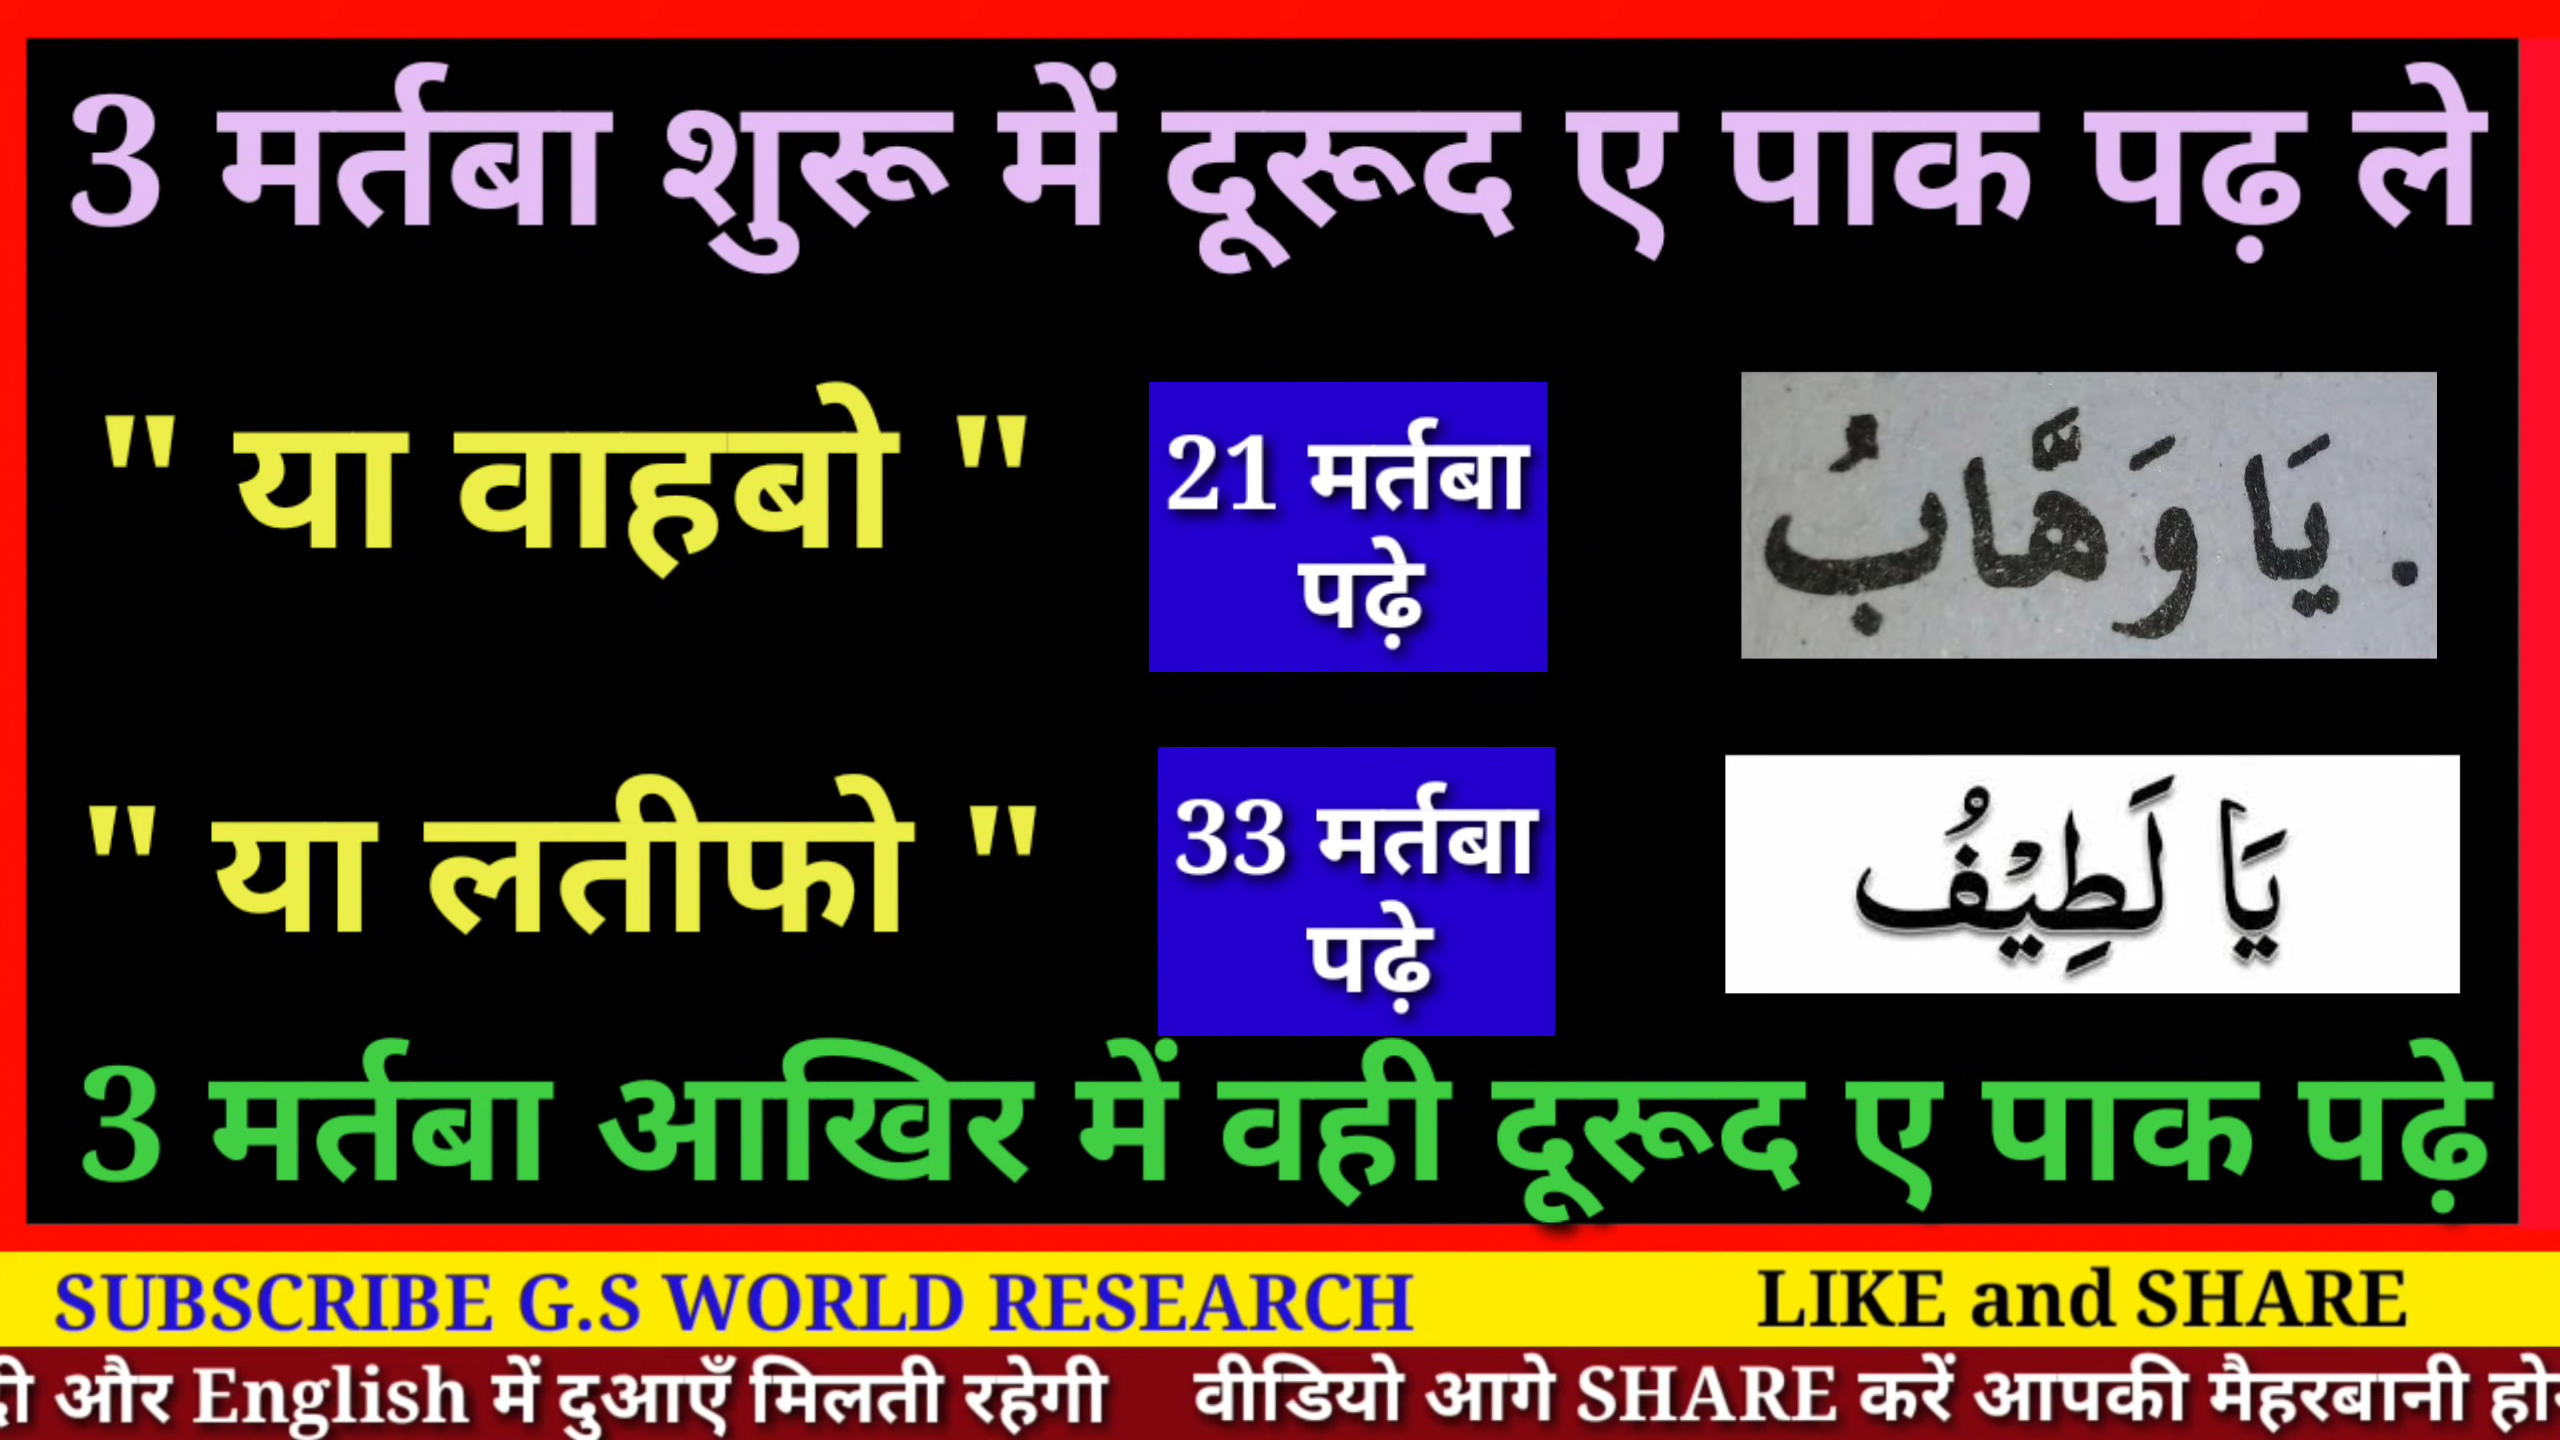 3 मर्तबा शुरू में दूरूद ए पाक पढ़ ले
" या वाहबो "
21 मर्तबा
पढ़े
يَا وَهَّابُ
" या लतीफो "
33 मर्तबा
पढ़े
يَا لَطِيْفُ
3 मर्तबा आखिर में वही दूरूद ए पाक पढ़े
SUBSCRIBE G.S WORLD RESEARCH
LIKE and SHARE
और English में दुआएँ मिलती रहेगी वीडियो आगे SHARE करें आपकी मैहरबानी